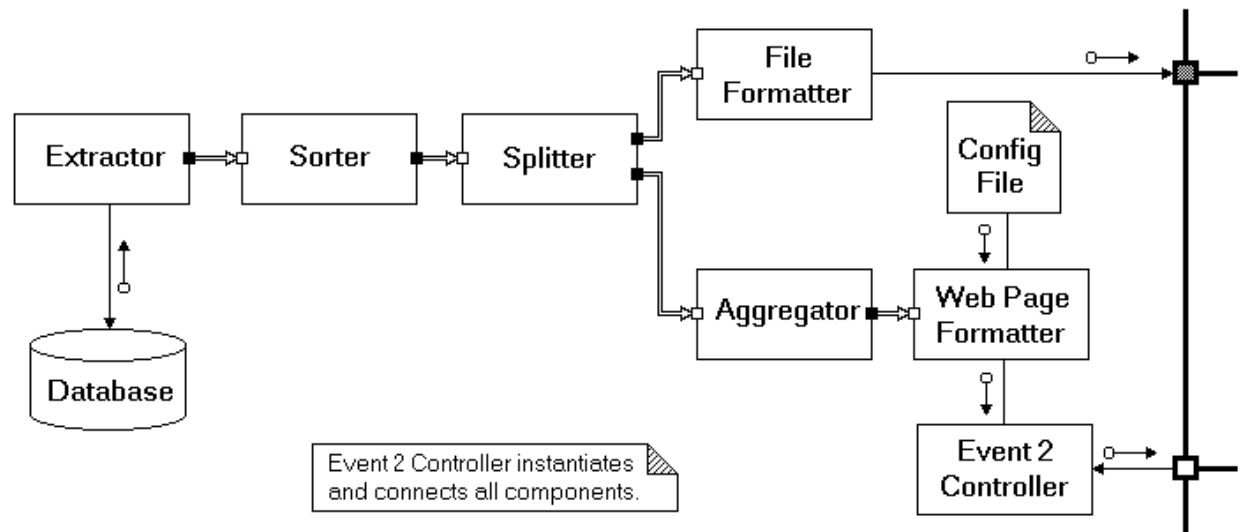 File
Formatter
Extractor
Sorter
Splitter
Config
File
Aggregator
Web Page
Formatter
Database
Event 2 Controller instantiates
and connects all components.
Event 2
Controller